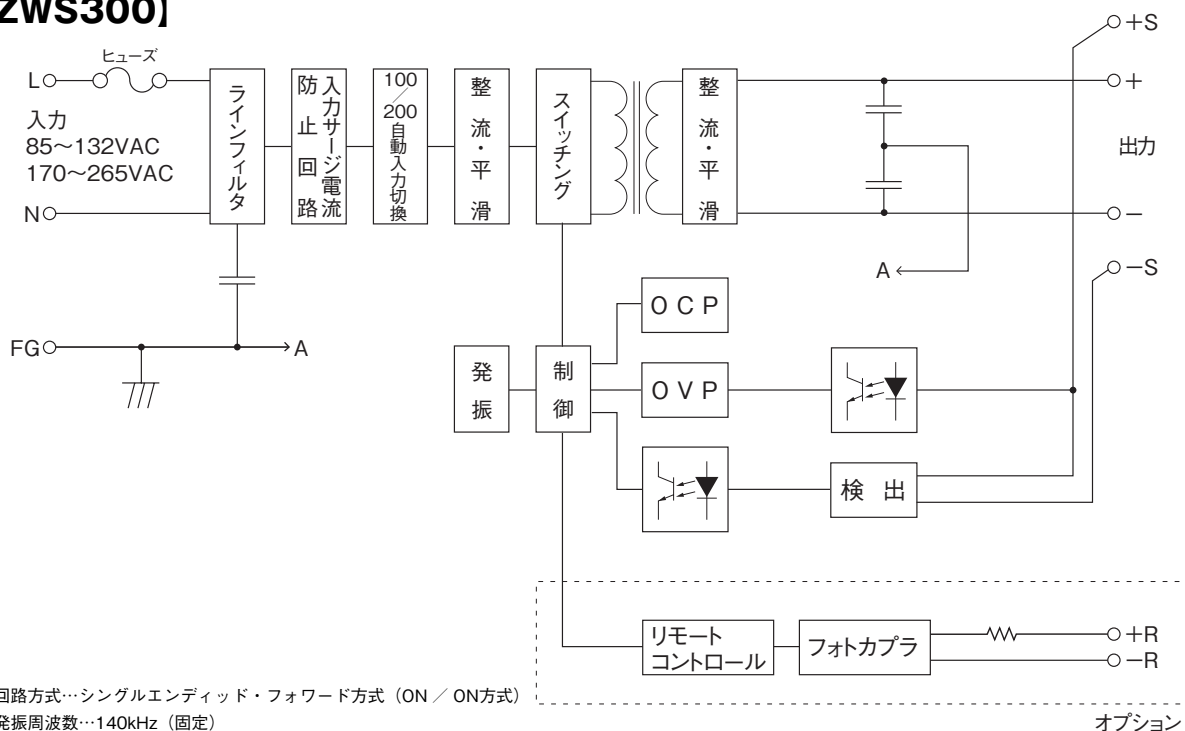 ZWS300】
ヒューズ
L
入力
85～132VAC
170～265VAC
N
FG
A
ラインフィルタ
入力サージ電流
防止回路
100／200自動入力切換
整流・平滑
スイッチング
整流・平滑
+S
+
出力
−
−S
A
OCP
OVP
発振
制御
検出
リモート
コントロール
フォトカプラ
+R
−R
回路方式…シングルエンディッド・フォワード方式（ON ／ ON方式）
発振周波数…140kHz（固定）
オプション